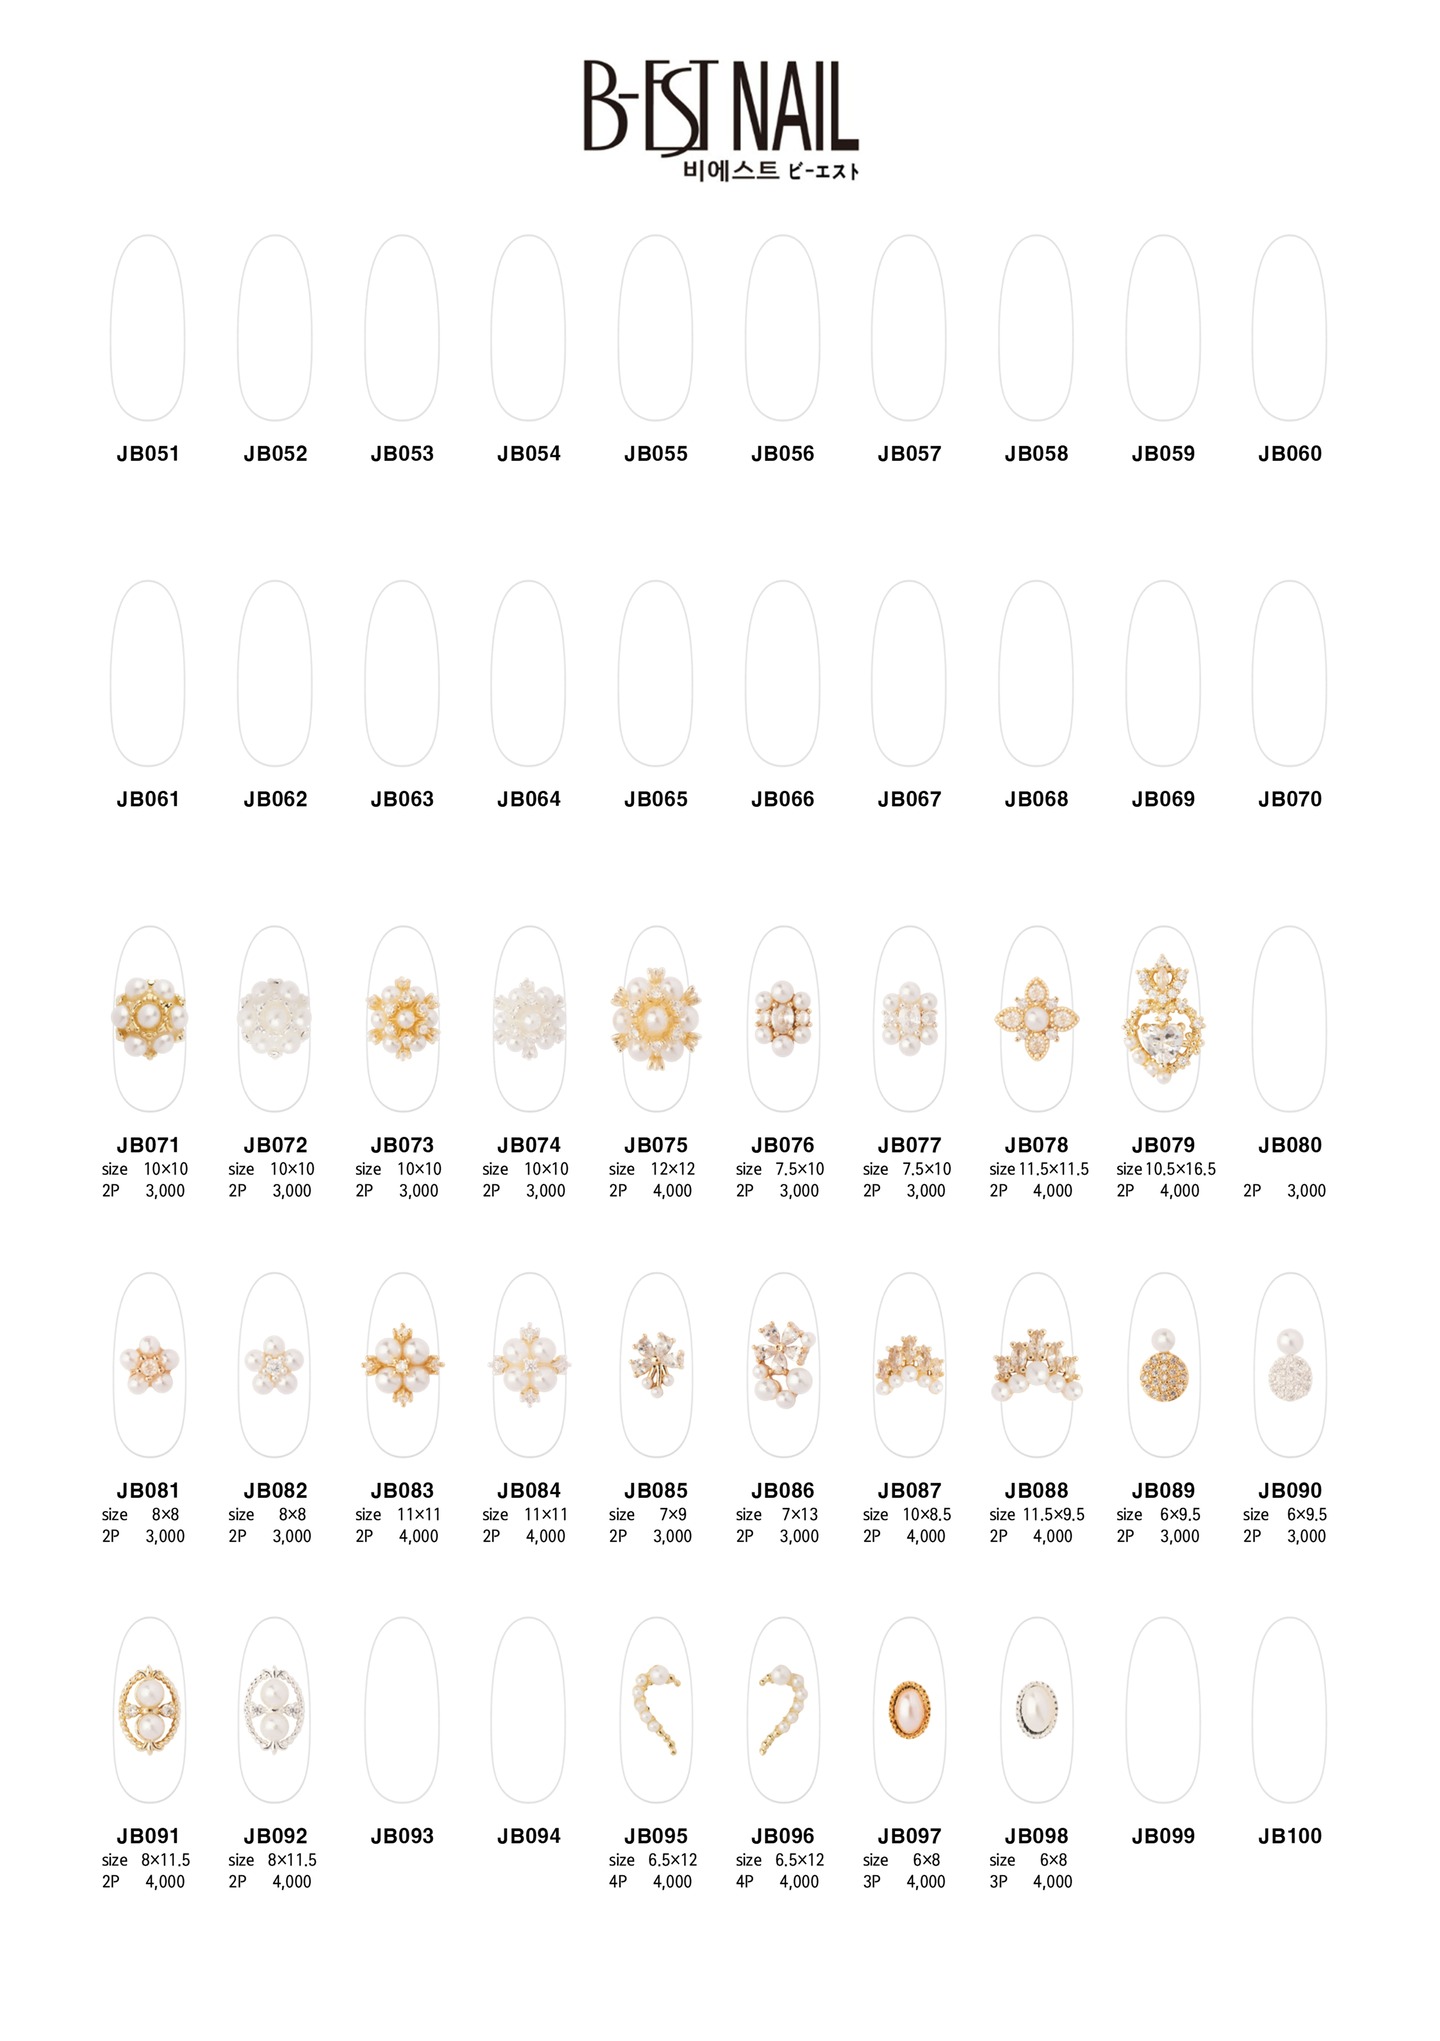 B-EST NAIL
비에스트 ビーエスト
JB051 JB052 JB053 JB054 JB055 JB056 JB057 JB058 JB059 JB060
JB061 JB062 JB063 JB064 JB065 JB066 JB067 JB068 JB069 JB070
JB071 JB072 JB073 JB074 JB075 JB076 JB077 JB078 JB079 JB080
size 10×10 size 10×10 size 10×10 size 10×10 size 12×12 size 7.5×10 size 7.5×10 size 11.5×11.5 size 10.5×16.5
2P 3,000 2P 3,000 2P 3,000 2P 3,000 2P 4,000 2P 3,000 2P 3,000 2P 4,000 2P 4,000 2P 3,000
JB081 JB082 JB083 JB084 JB085 JB086 JB087 JB088 JB089 JB090
size 8×8 size 8×8 size 11×11 size 11×11 size 7×9 size 7×13 size 10×8.5 size 11.5×9.5 size 6×9.5 size 6×9.5
2P 3,000 2P 3,000 2P 4,000 2P 4,000 2P 3,000 2P 3,000 2P 4,000 2P 4,000 2P 3,000 2P 3,000
JB091 JB092 JB093 JB094 JB095 JB096 JB097 JB098 JB099 JB100
size 8×11.5 size 8×11.5 size 6.5×12 size 6.5×12 size 6×8 size 6×8
2P 4,000 2P 4,000 4P 4,000 4P 4,000 3P 4,000 3P 4,000